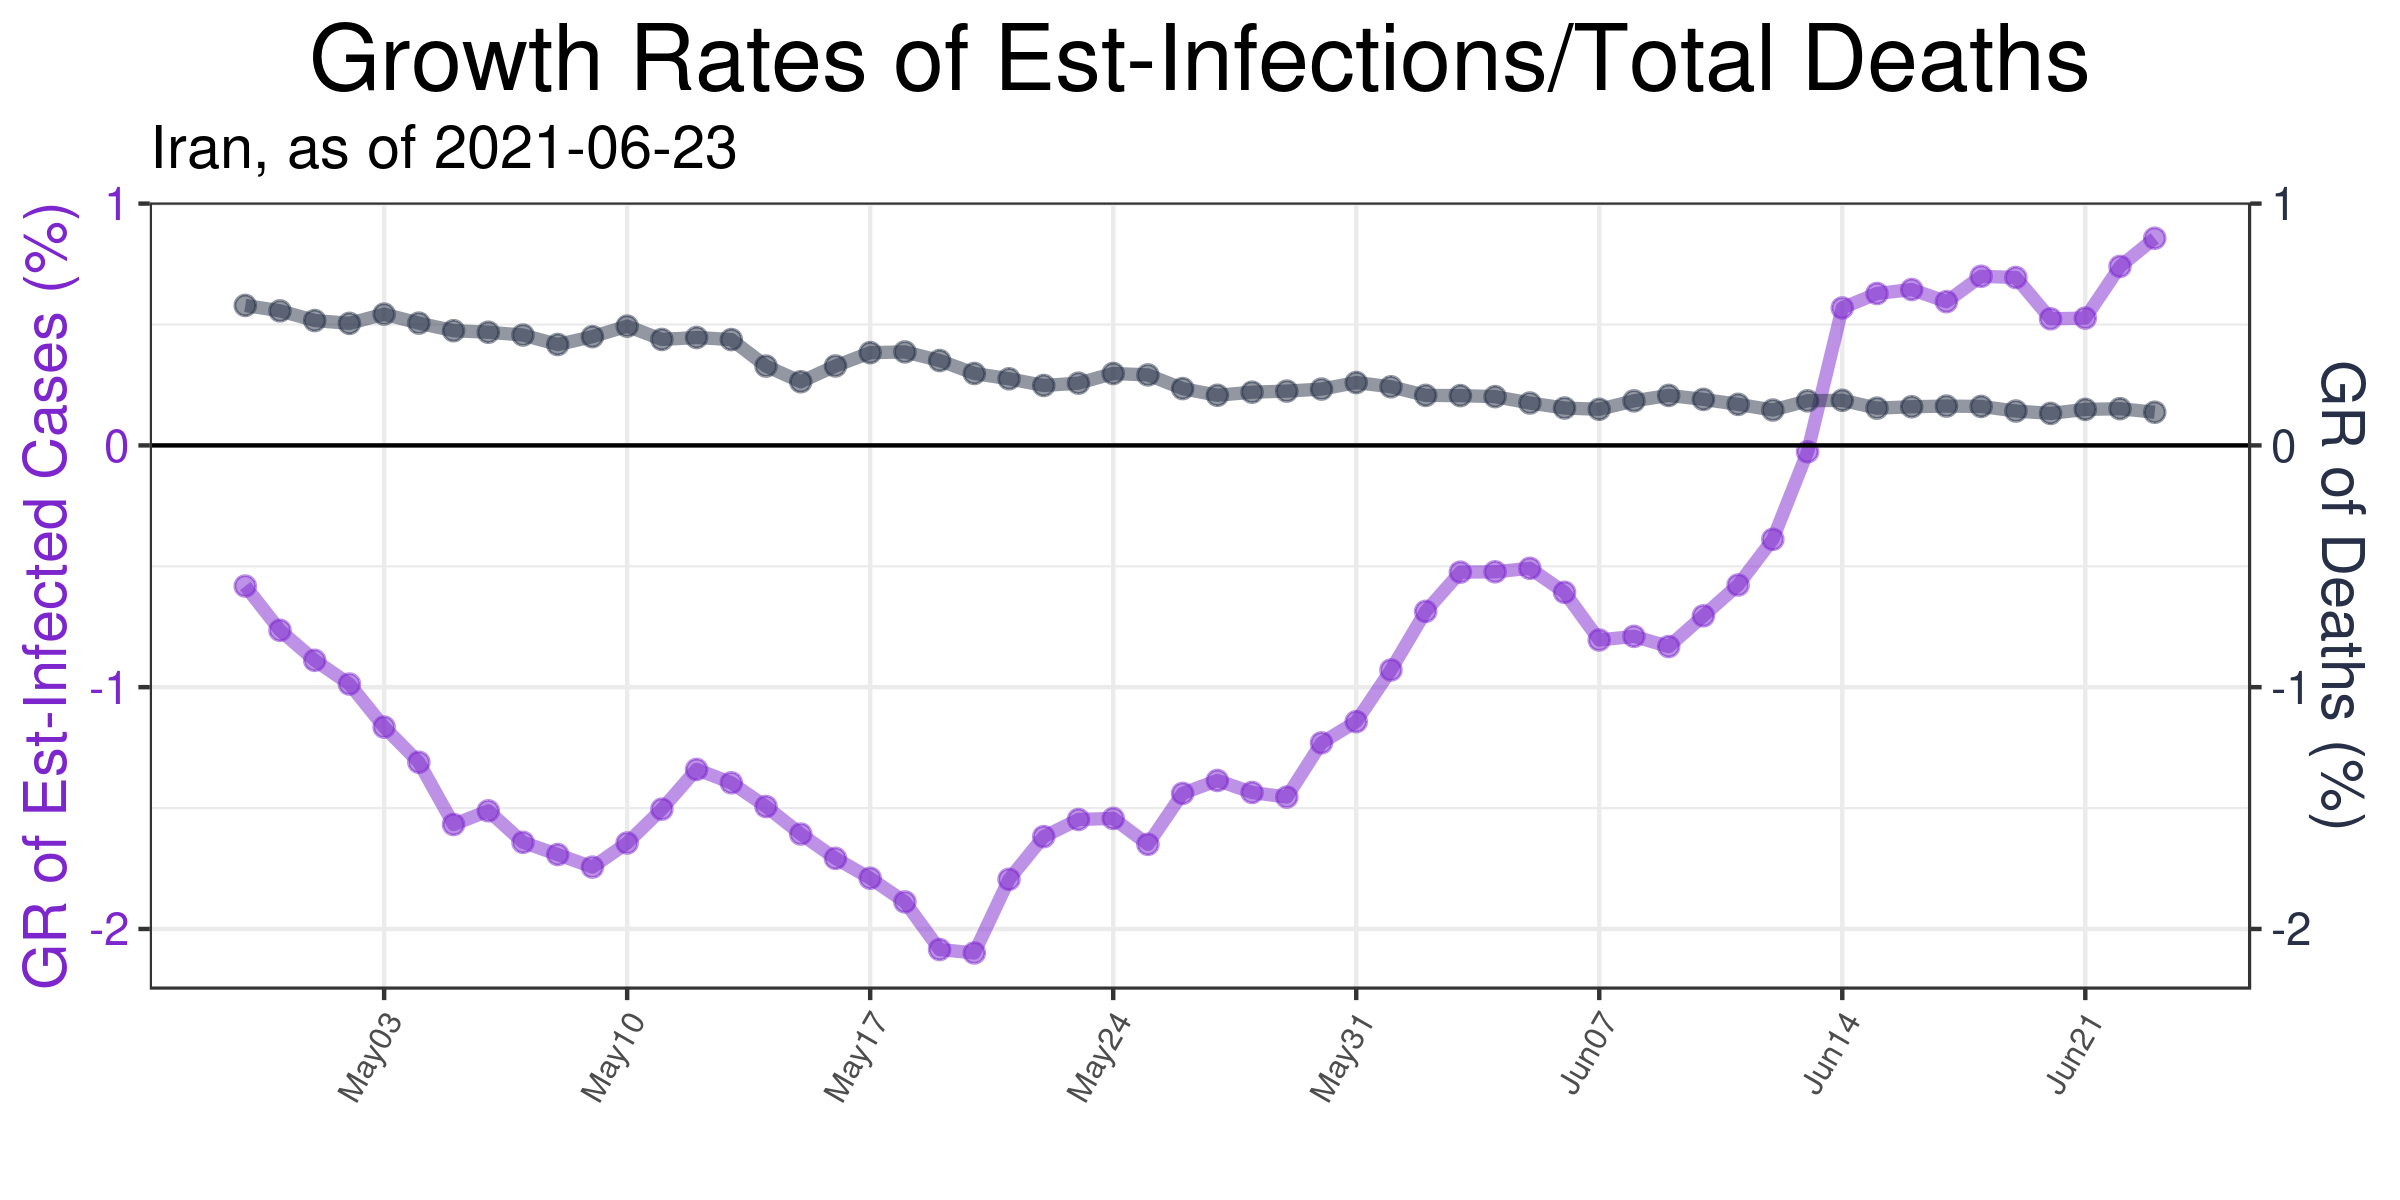 Growth Rates of Est-Infections/Total Deaths
Iran, as of 2021-06-23
GR of Est-Infected Cases (%)
1
0
-1
-2
1
0
-1
-2
GR of Deaths (%)
May03
May10
May17
May24
May31
Jun07
Jun14
Jun21